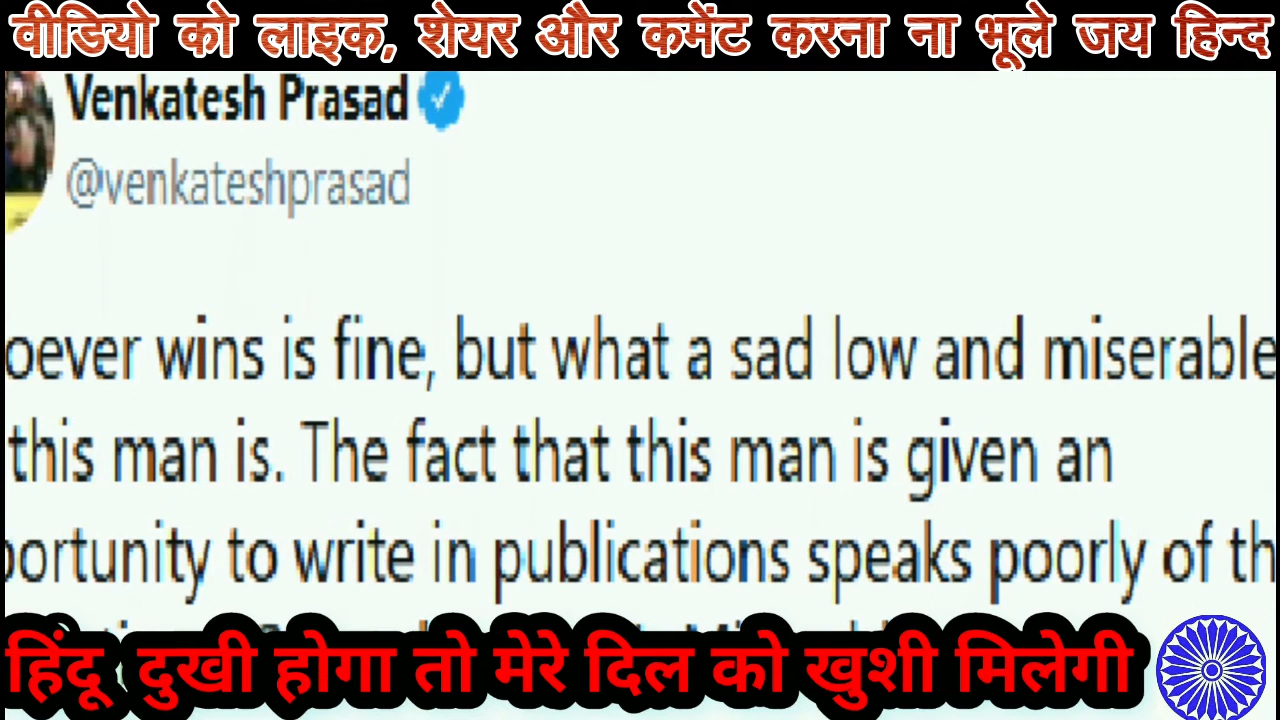 वीडियो को लाइक, शेयर और कमेंट करना ना भूले जय हिन्द
Venkatesh Prasad
@venkateshprasad
oever wins is fine, but what a sad low and miserable
this man is. The fact that this man is given an
portunity to write in publications speaks poorly of th
हिंदू दुखी होगा तो मेरे दिल को खुशी मिलेगी